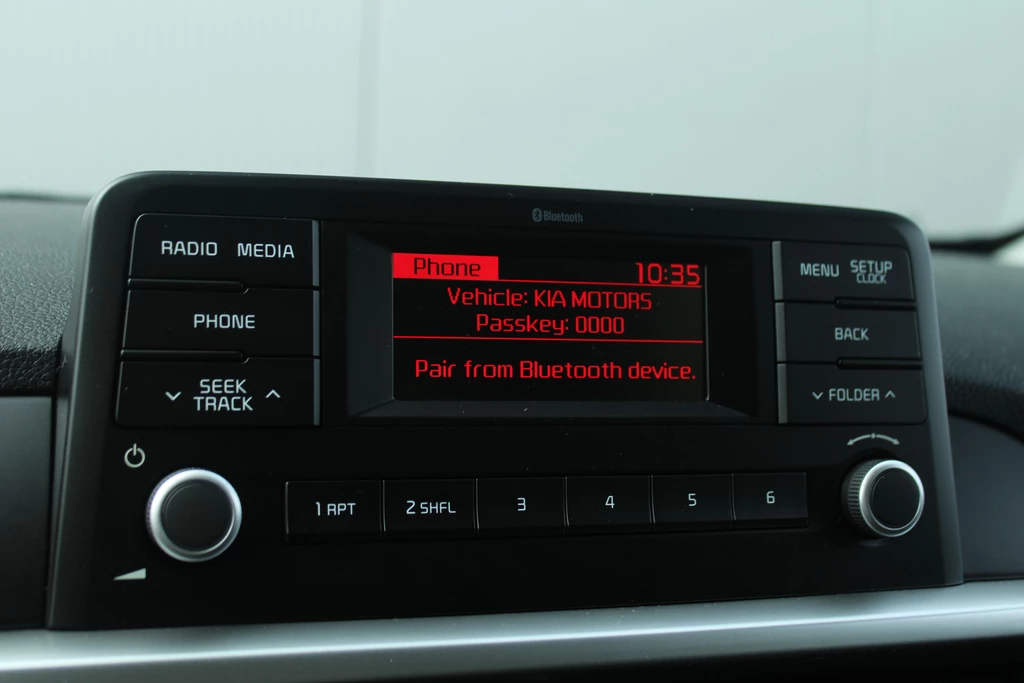 Bluetooth
RADIO MEDIA
PHONE
SEEK
TRACK
Phone 10:35
Vehicle: KIA MOTORS
Passkey: 0000
Pair from Bluetooth device.
MENU SETUP
CLOCK
BACK
FOLDER
1 RPT 2 SHFL 3 4 5 6